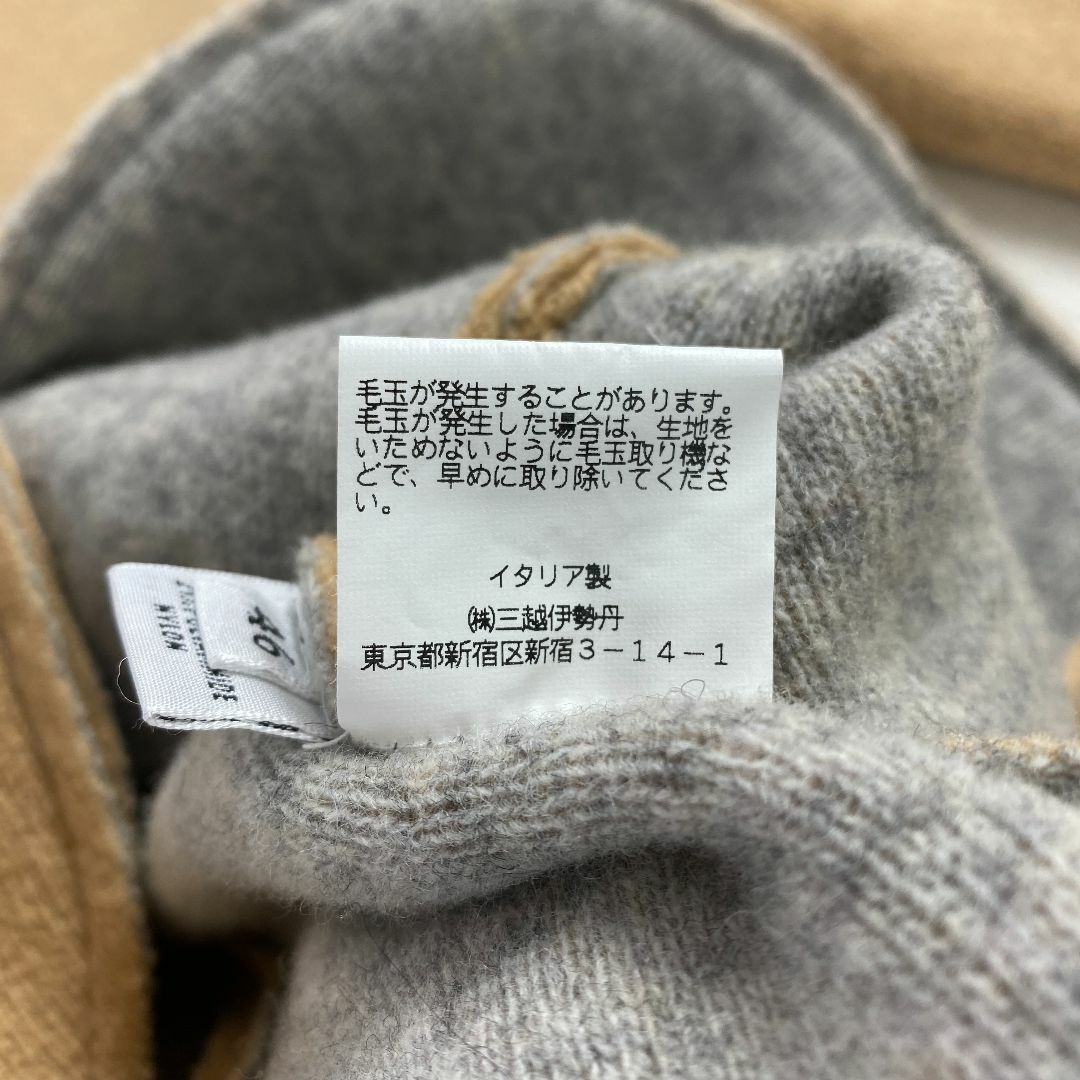 毛玉が発生することがあります。
毛玉が発生した場合は、生地を
いためないように毛玉取り機な
どで、早めに取り除いてくださ
い。
イタリア製
㈱三越伊勢丹
東京都新宿区新宿3-14-1
46